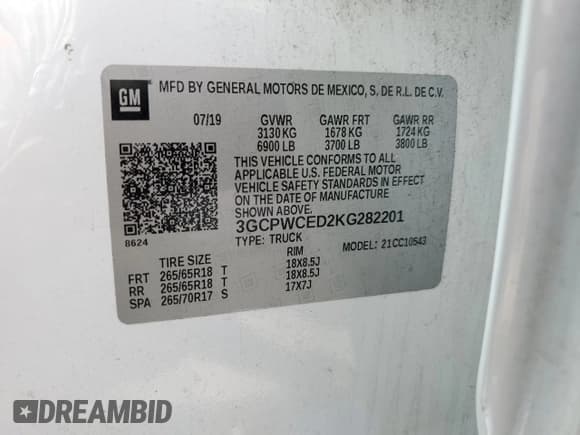 GM
MFD BY GENERAL MOTORS DE MEXICO, S. DE R.L. DE C.V.
07/19 GVWR GAWR FRT GAWR RR
3130 KG 1678 KG 1724 KG
6900 LB 3700 LB 3800 LB
THIS VEHICLE CONFORMS TO ALL
APPLICABLE U.S. FEDERAL MOTOR
VEHICLE SAFETY STANDARDS IN EFFECT
ON THE DATE OF MANUFACTURE
SHOWN ABOVE.
3GCPWCED2KG282201
8624
TYPE: TRUCK MODEL: 21CC10543
TIRE SIZE RIM
FRT 265/65R18 T 18X8.5J
RR 265/65R18 T 18X8.5J
SPA 265/70R17 S 17X7J
DREAMBID